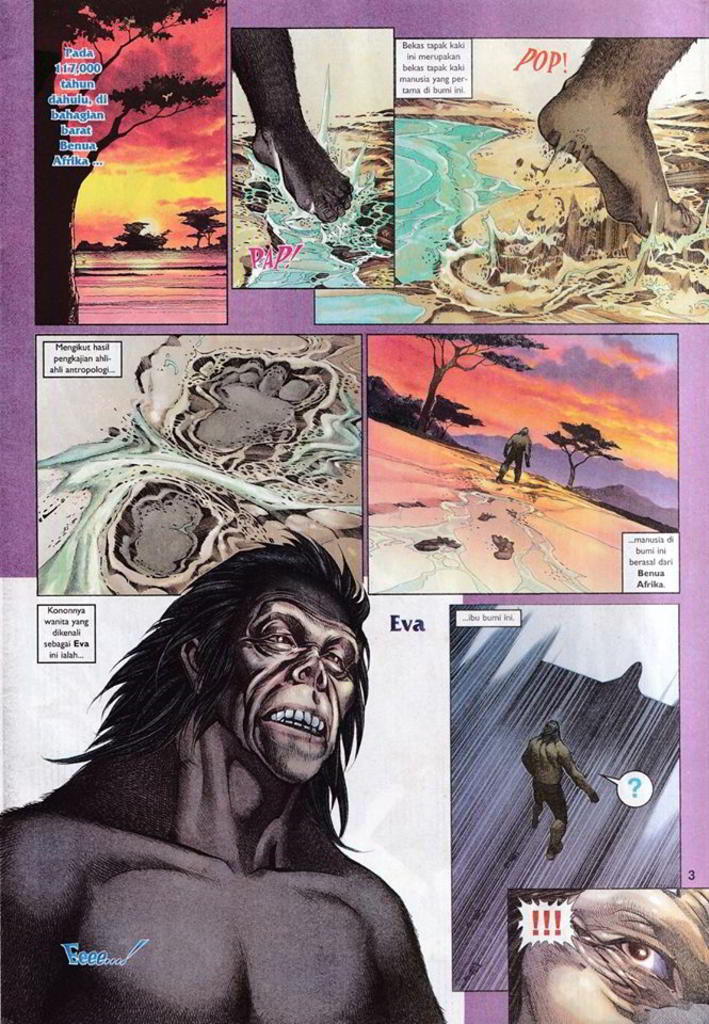 Pada
117,000
tahun
dahulu, di
bahagian
barat
Benua
Afrika ...
PAP!
Bekas tapak kaki
ini merupakan
bekas tapak kaki
manusia yang per-
tama di bumi ini.
POP!
Mengikut hasil
pengkajian ahli-
ahli antropologi...
...manusia di
bumi ini
berasal dari
Benua
Afrika.
Kononnya
wanita yang
dikenali
sebagai Eva
ini ialah...
Eva
Eeee....!
...ibu bumi ini.
?
3
!!!